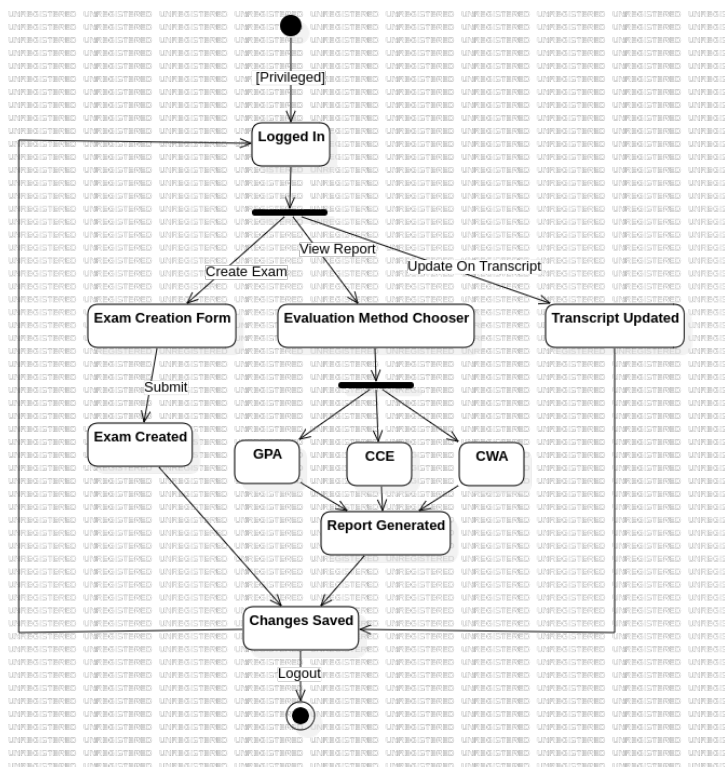 [Privileged]
Logged In
View Report
Update On Transcript
Create Exam
Exam Creation Form
Evaluation Method Chooser
Transcript Updated
Submit
Exam Created
GPA
CCE
CWA
Report Generated
Changes Saved
Logout
UNREGISTERED